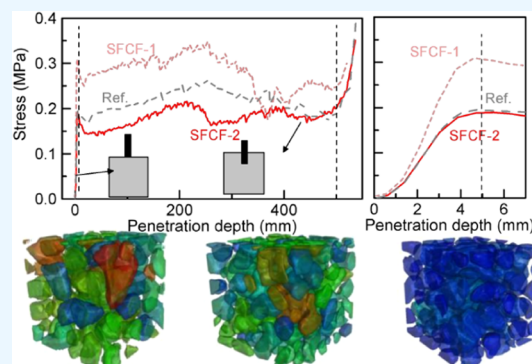 Stress (MPa)
0.4
0.3
0.2
0.1
0.0
SFCF-1
Ref.
SFCF-2
0 200 400
Penetration depth (mm)
SFCF-1
Ref.
SFCF-2
0 2 4 6
Penetration depth (mm)